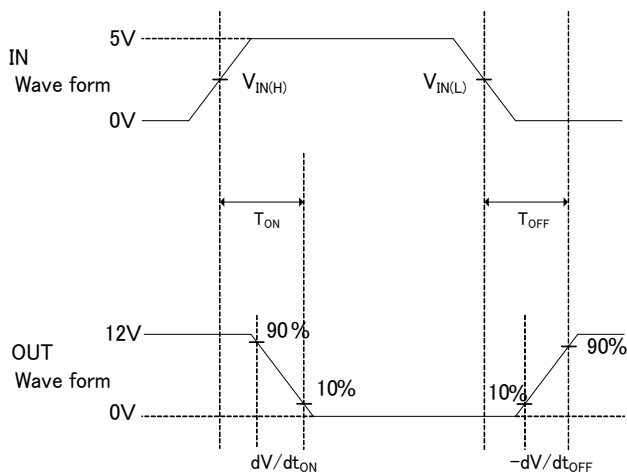 5V
IN
Wave form
V_IN(H)
V_IN(L)
0V
T_ON
T_OFF
12V
90%
90%
OUT
Wave form
10%
10%
0V
dV/dt_ON
-dV/dt_OFF